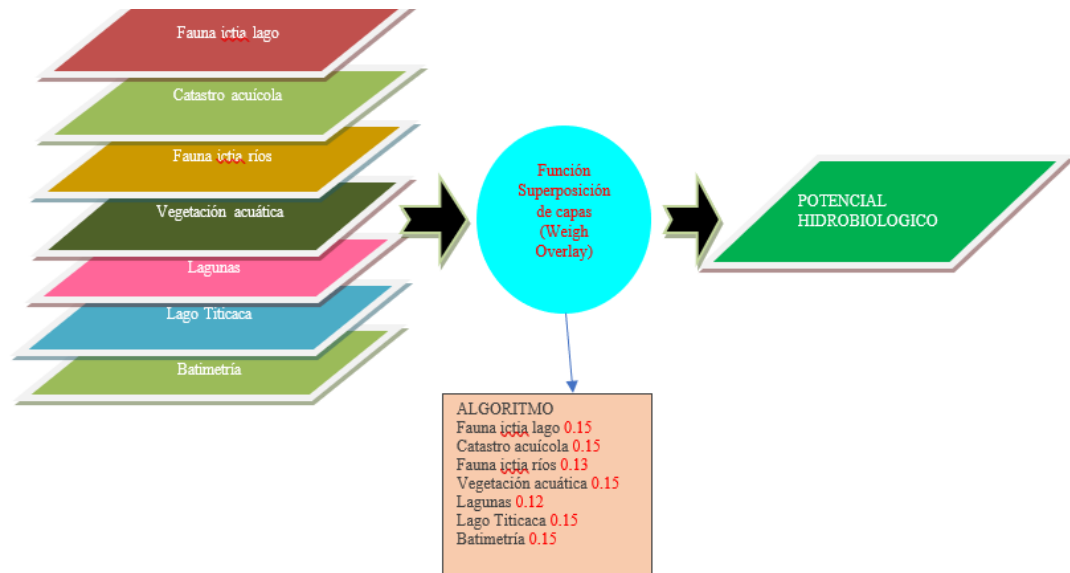 Fauna ictia lago
Catastro acuícola
Fauna ictia ríos
Vegetación acuática
Lagunas
Lago Titicaca
Batimetría
Función
Superposición
de capas
(Weigh
Overlay)
POTENCIAL
HIDROBIOLOGICO
ALGORITMO
Fauna ictia lago 0.15
Catastro acuícola 0.15
Fauna ictia ríos 0.13
Vegetación acuática 0.15
Lagunas 0.12
Lago Titicaca 0.15
Batimetría 0.15